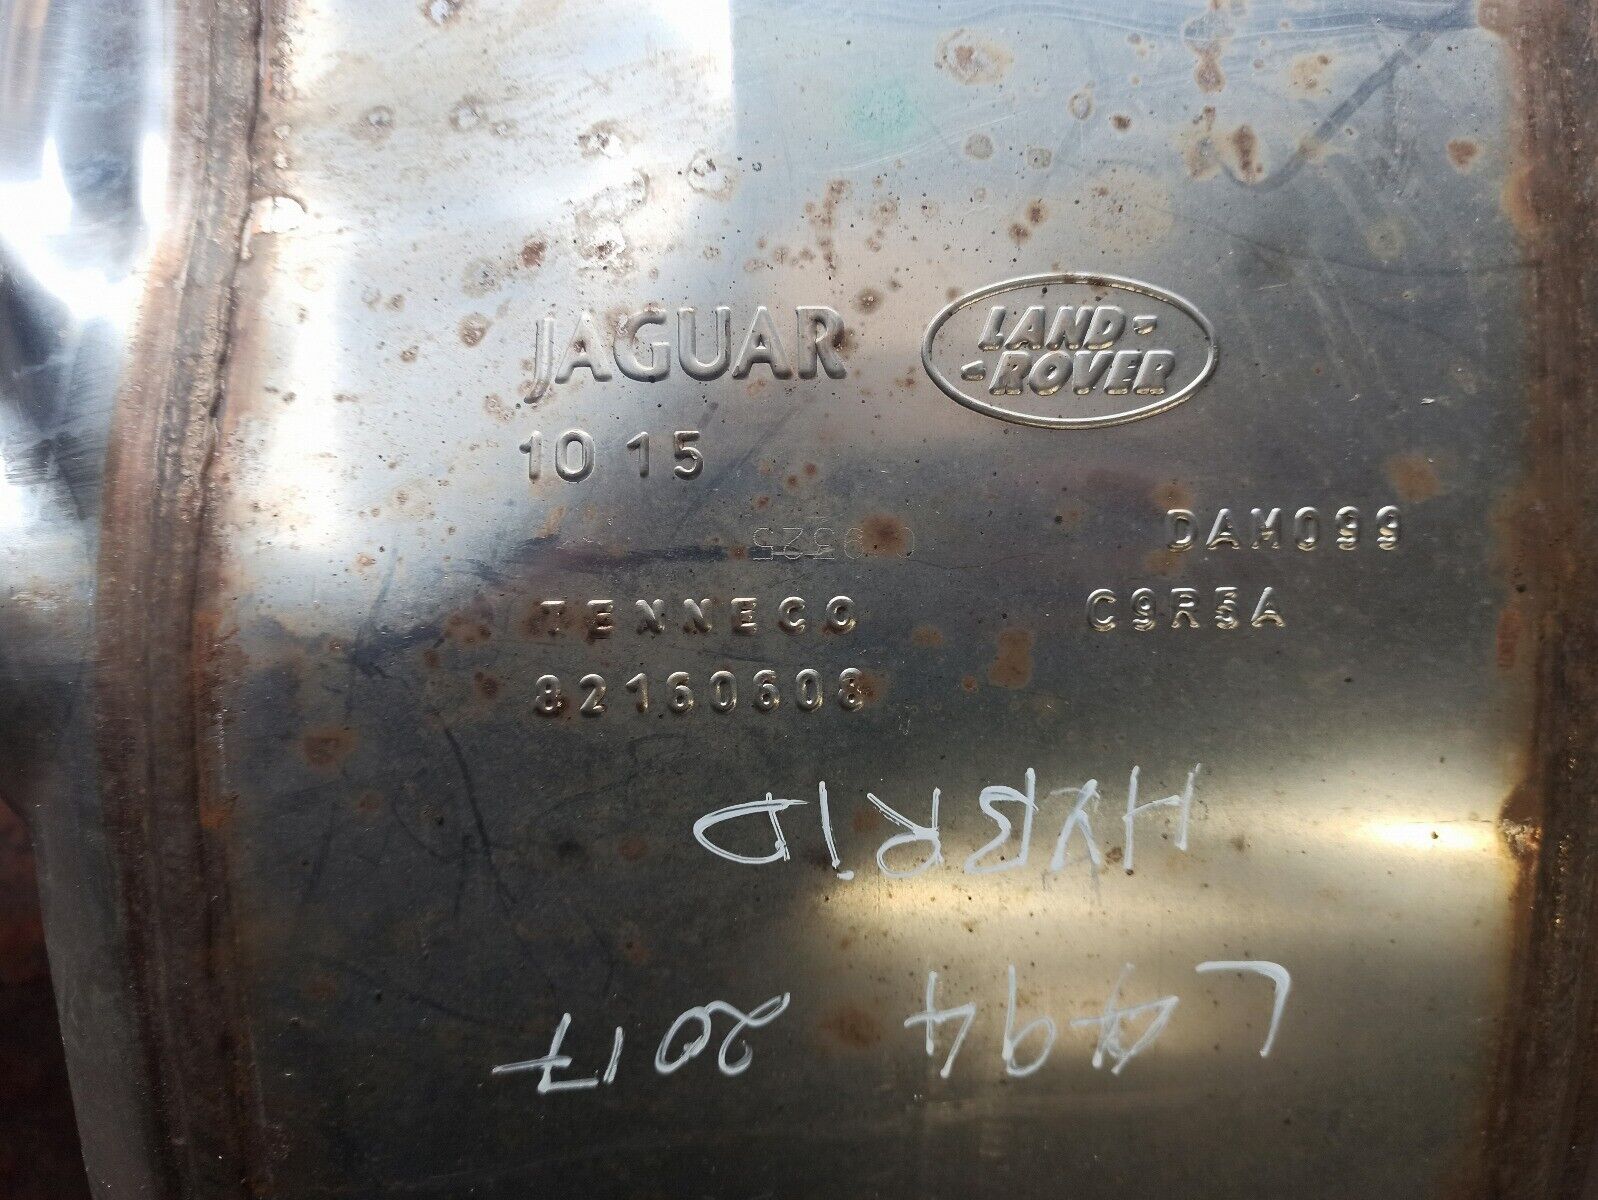 JAGUAR LAND-
-ROVER
10 15
DAM099
TENNECO C9R5A
82160608
HYBRID
L494 2017